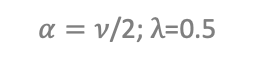 α = ν/2; λ=0.5